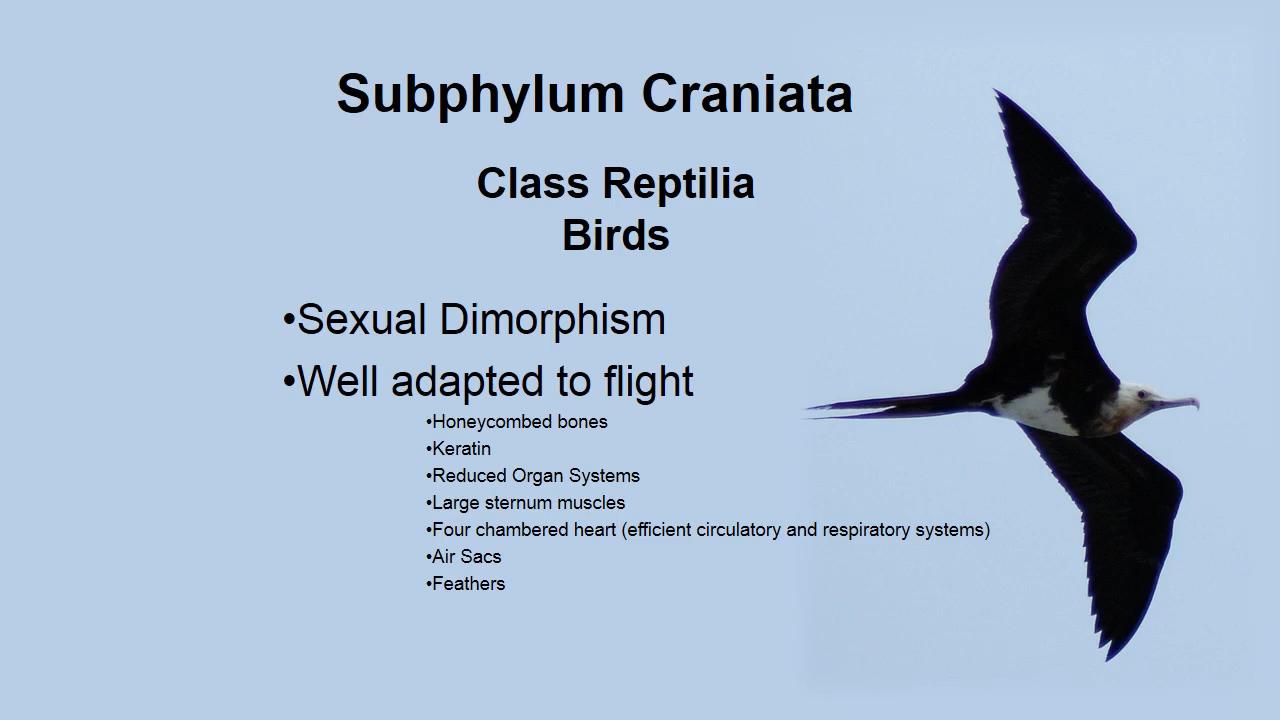 Subphylum Craniata
Class Reptilia
Birds
•Sexual Dimorphism
•Well adapted to flight
•Honeycombed bones
•Keratin
•Reduced Organ Systems
•Large sternum muscles
•Four chambered heart (efficient circulatory and respiratory systems)
•Air Sacs
•Feathers